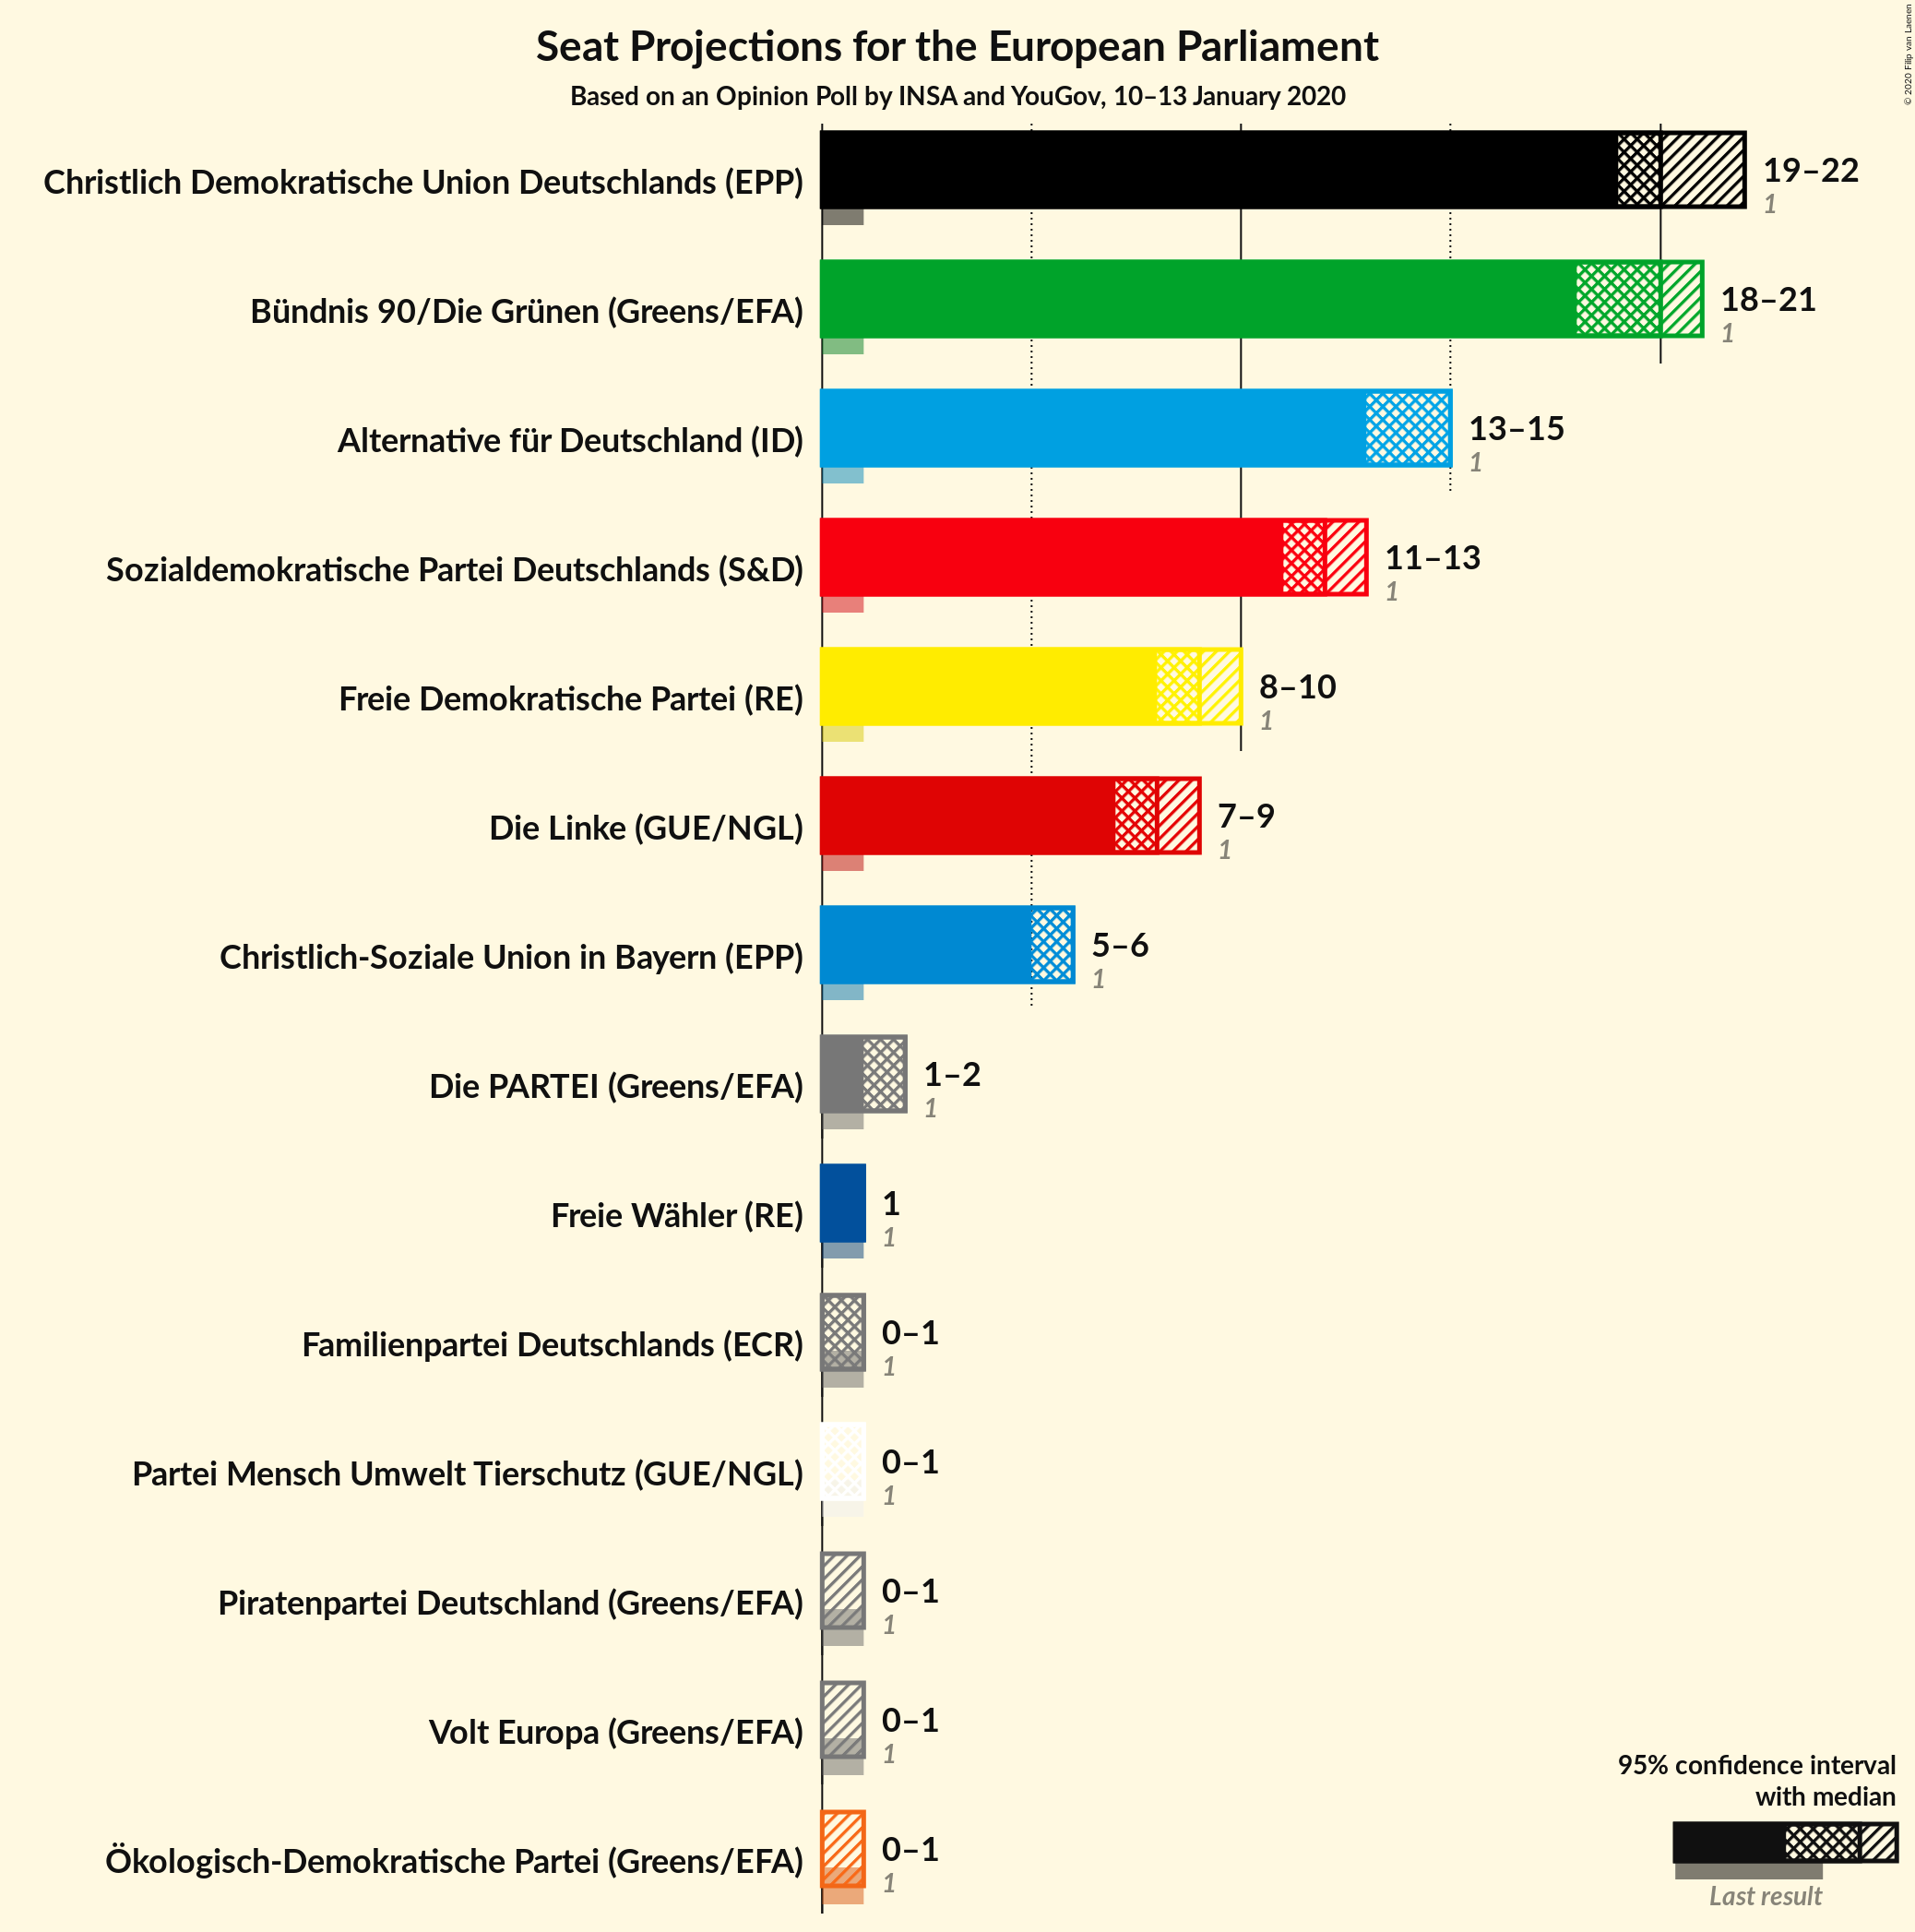 Seat Projections for the European Parliament
Based on an Opinion Poll by INSA and YouGov, 10–13 January 2020
© 2020 Filip van Laenen
Christlich Demokratische Union Deutschlands (EPP)
19–22
1
Bündnis 90/Die Grünen (Greens/EFA)
18–21
1
Alternative für Deutschland (ID)
13–15
1
Sozialdemokratische Partei Deutschlands (S&D)
11–13
1
Freie Demokratische Partei (RE)
8–10
1
Die Linke (GUE/NGL)
7–9
1
Christlich-Soziale Union in Bayern (EPP)
5–6
1
Die PARTEI (Greens/EFA)
1–2
1
Freie Wähler (RE)
1
1
Familienpartei Deutschlands (ECR)
0–1
1
Partei Mensch Umwelt Tierschutz (GUE/NGL)
0–1
1
Piratenpartei Deutschland (Greens/EFA)
0–1
1
Volt Europa (Greens/EFA)
0–1
1
Ökologisch-Demokratische Partei (Greens/EFA)
0–1
1
95% confidence interval
with median
Last result